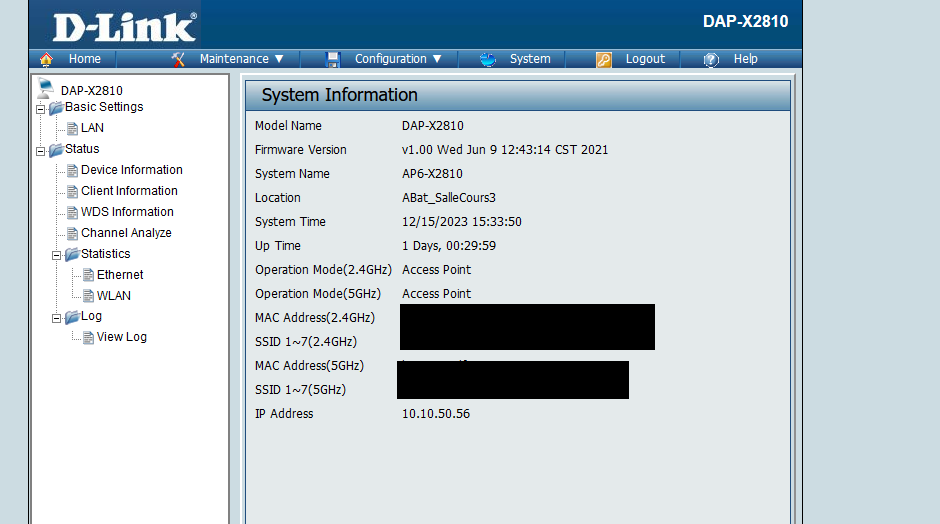 D-Link®
DAP-X2810
Home
Maintenance ▼
Configuration ▼
System
Logout
Help
DAP-X2810
Basic Settings
LAN
Status
Device Information
Client Information
WDS Information
Channel Analyze
Statistics
Ethernet
WLAN
Log
View Log
System Information
Model Name DAP-X2810
Firmware Version v1.00 Wed Jun 9 12:43:14 CST 2021
System Name AP6-X2810
Location ABat_SalleCours3
System Time 12/15/2023 15:33:50
Up Time 1 Days, 00:29:59
Operation Mode(2.4GHz) Access Point
Operation Mode(5GHz) Access Point
MAC Address(2.4GHz)
SSID 1~7(2.4GHz)
MAC Address(5GHz)
SSID 1~7(5GHz)
IP Address 10.10.50.56